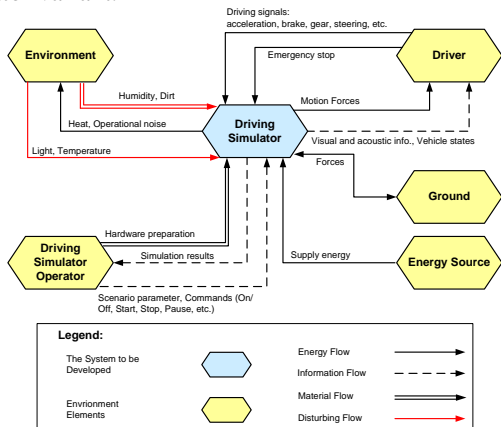 Driving signals:
acceleration, brake, gear, steering, etc.
Environment
Emergency stop
Driver
Humidity, Dirt
Motion Forces
Driving
Simulator
Heat, Operational noise
Visual and acoustic info., Vehicle states
Light, Temperature
Forces
Ground
Hardware preparation
Driving
Simulator
Operator
Simulation results
Supply energy
Energy Source
Scenario parameter, Commands (On/
Off, Start, Stop, Pause, etc.)
Legend:
The System to be
Developed
Energy Flow
Information Flow
Envrionment
Elements
Material Flow
Disturbing Flow